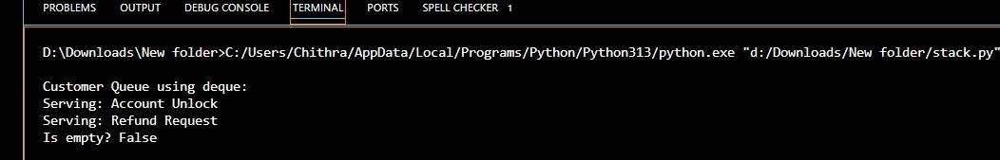 PROBLEMS OUTPUT DEBUG CONSOLE TERMINAL PORTS SPELL CHECKER 1
D:\Downloads\New folder>C:/Users/Chithra/AppData/Local/Programs/Python/Python313/python.exe "d:/Downloads/New folder/stack.py"
Customer Queue using deque:
Serving: Account Unlock
Serving: Refund Request
Is empty? False